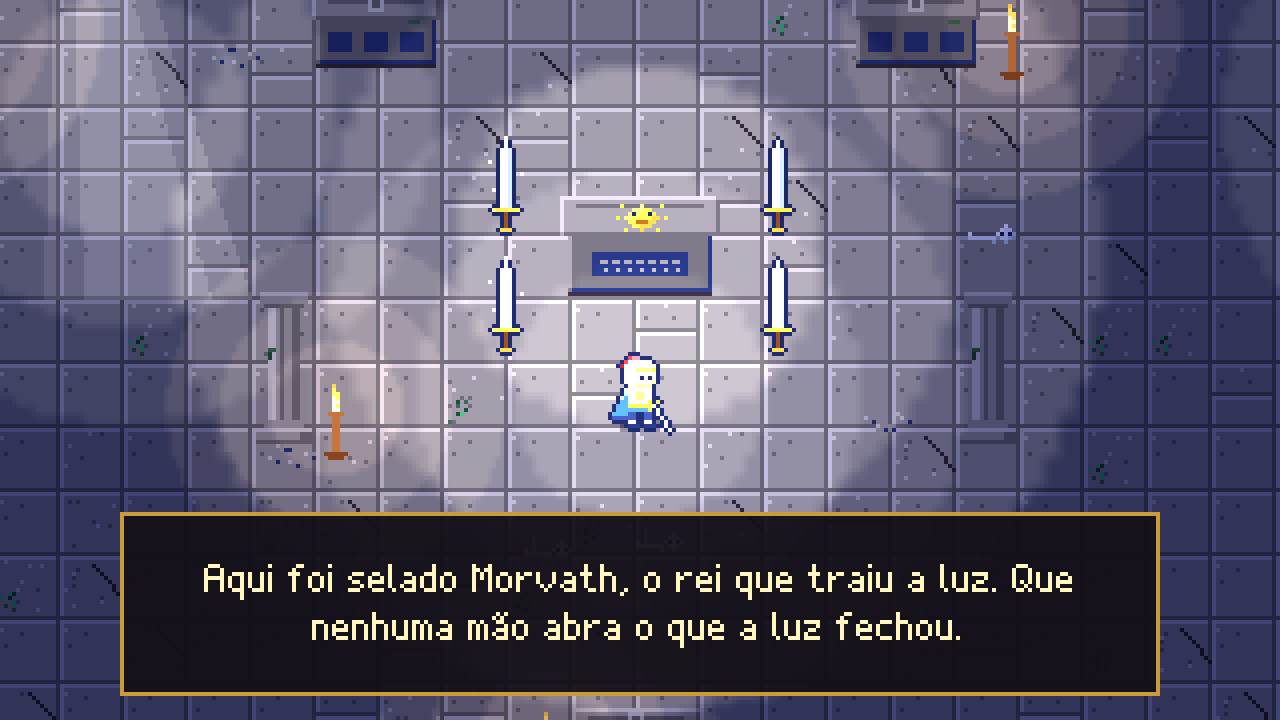 Aqui foi selado Morvath, o rei que traiu a luz. Que
nenhuma mão abra o que a luz fechou.